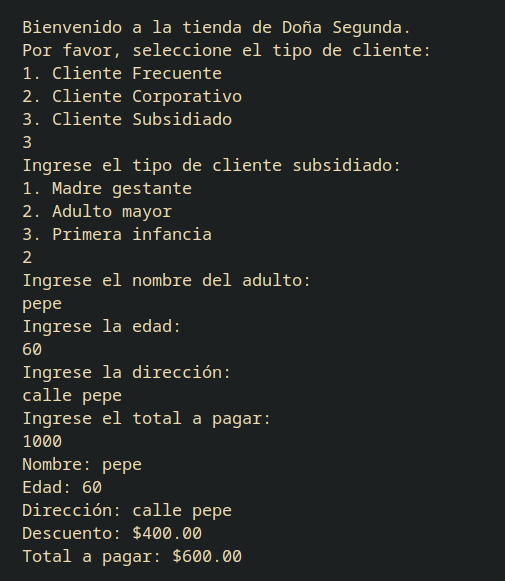 Bienvenido a la tienda de Doña Segunda.
Por favor, seleccione el tipo de cliente:
1. Cliente Frecuente
2. Cliente Corporativo
3. Cliente Subsidiado
3
Ingrese el tipo de cliente subsidiado:
1. Madre gestante
2. Adulto mayor
3. Primera infancia
2
Ingrese el nombre del adulto:
pepe
Ingrese la edad:
60
Ingrese la dirección:
calle pepe
Ingrese el total a pagar:
1000
Nombre: pepe
Edad: 60
Dirección: calle pepe
Descuento: $400.00
Total a pagar: $600.00